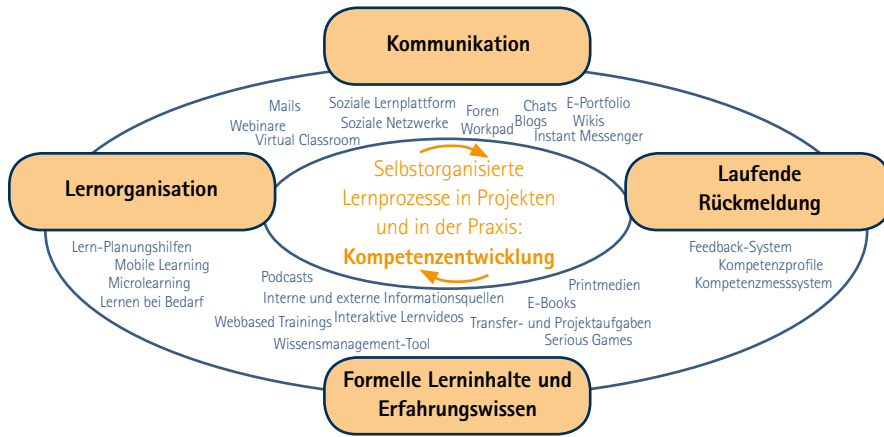 Kommunikation
Mails
Soziale Lernplattform
Foren
Chats
E-Portfolio
Webinare
Soziale Netzwerke
Workpad
Blogs
Wikis
Virtual Classroom
Instant Messenger
Lernorganisation
Selbstorganisierte
Lernprozesse in Projekten
und in der Praxis:
Kompetenzentwicklung
Laufende
Rückmeldung
Lern-Planungshilfen
Mobile Learning
Microlearning
Lernen bei Bedarf
Feedback-System
Kompetenzprofile
Kompetenzmesssystem
Podcasts
Printmedien
Interne und externe Informationsquellen
E-Books
Webbased Trainings
Interaktive Lernvideos
Transfer- und Projektaufgaben
Wissensmanagement-Tool
Serious Games
Formelle Lerninhalte und
Erfahrungswissen